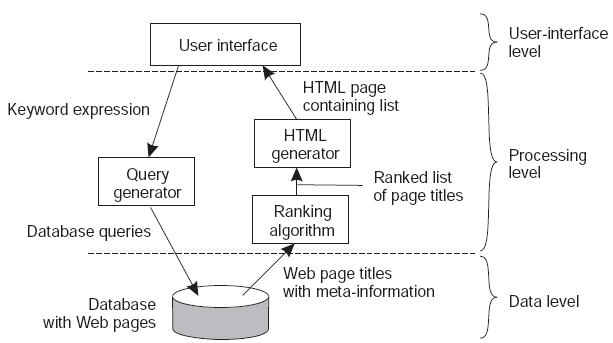 User interface
User-interface
level
Keyword expression
HTML page
containing list
HTML
generator
Query
generator
Ranked list
of page titles
Processing
level
Ranking
algorithm
Database queries
Web page titles
with meta-information
Database
with Web pages
Data level